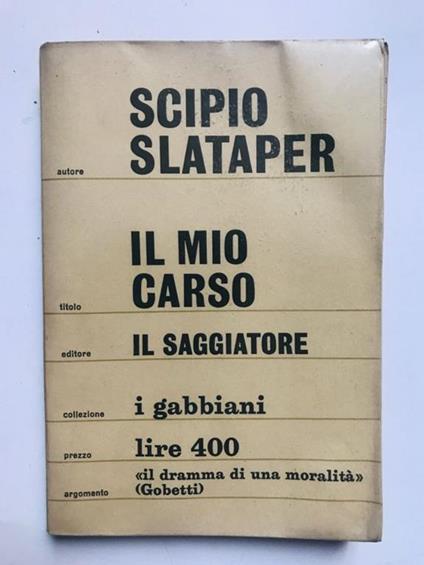 SCIPIO
autore SLATAPER
IL MIO
titolo CARSO
editore IL SAGGIATORE
collezione i gabbiani
prezzo lire 400
«il dramma di una moralità»
argomento (Gobetti)